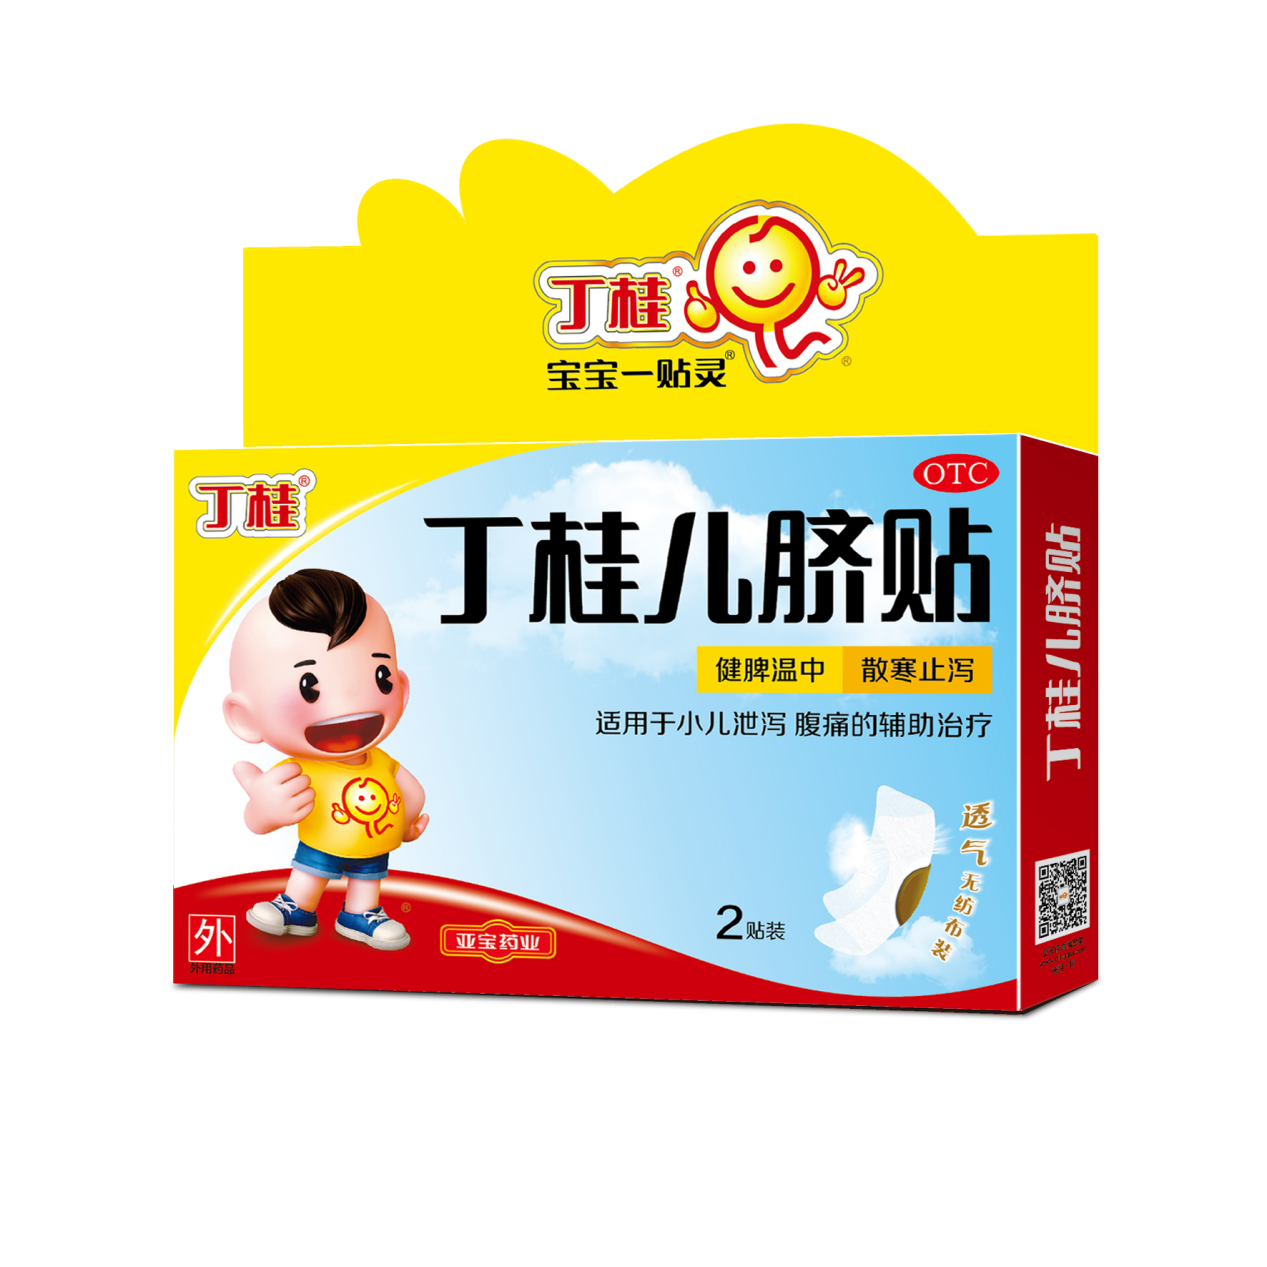 丁桂®
宝宝一贴灵®
®
丁桂®
OTC
丁桂儿脐贴
健脾温中 散寒止泻
适用于小儿泄泻 腹痛的辅助治疗
透气无纺布装
2贴装
®
亚宝药业
外
外用药品
丁桂儿脐贴